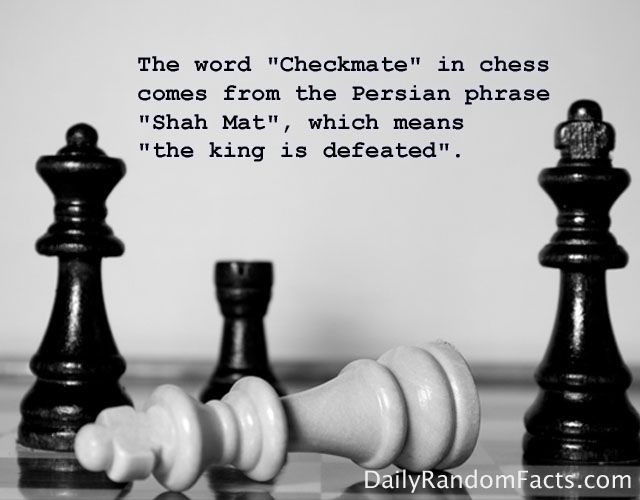 The word "Checkmate" in chess
comes from the Persian phrase
"Shah Mat", which means
"the king is defeated".
DailyRandomFacts.com